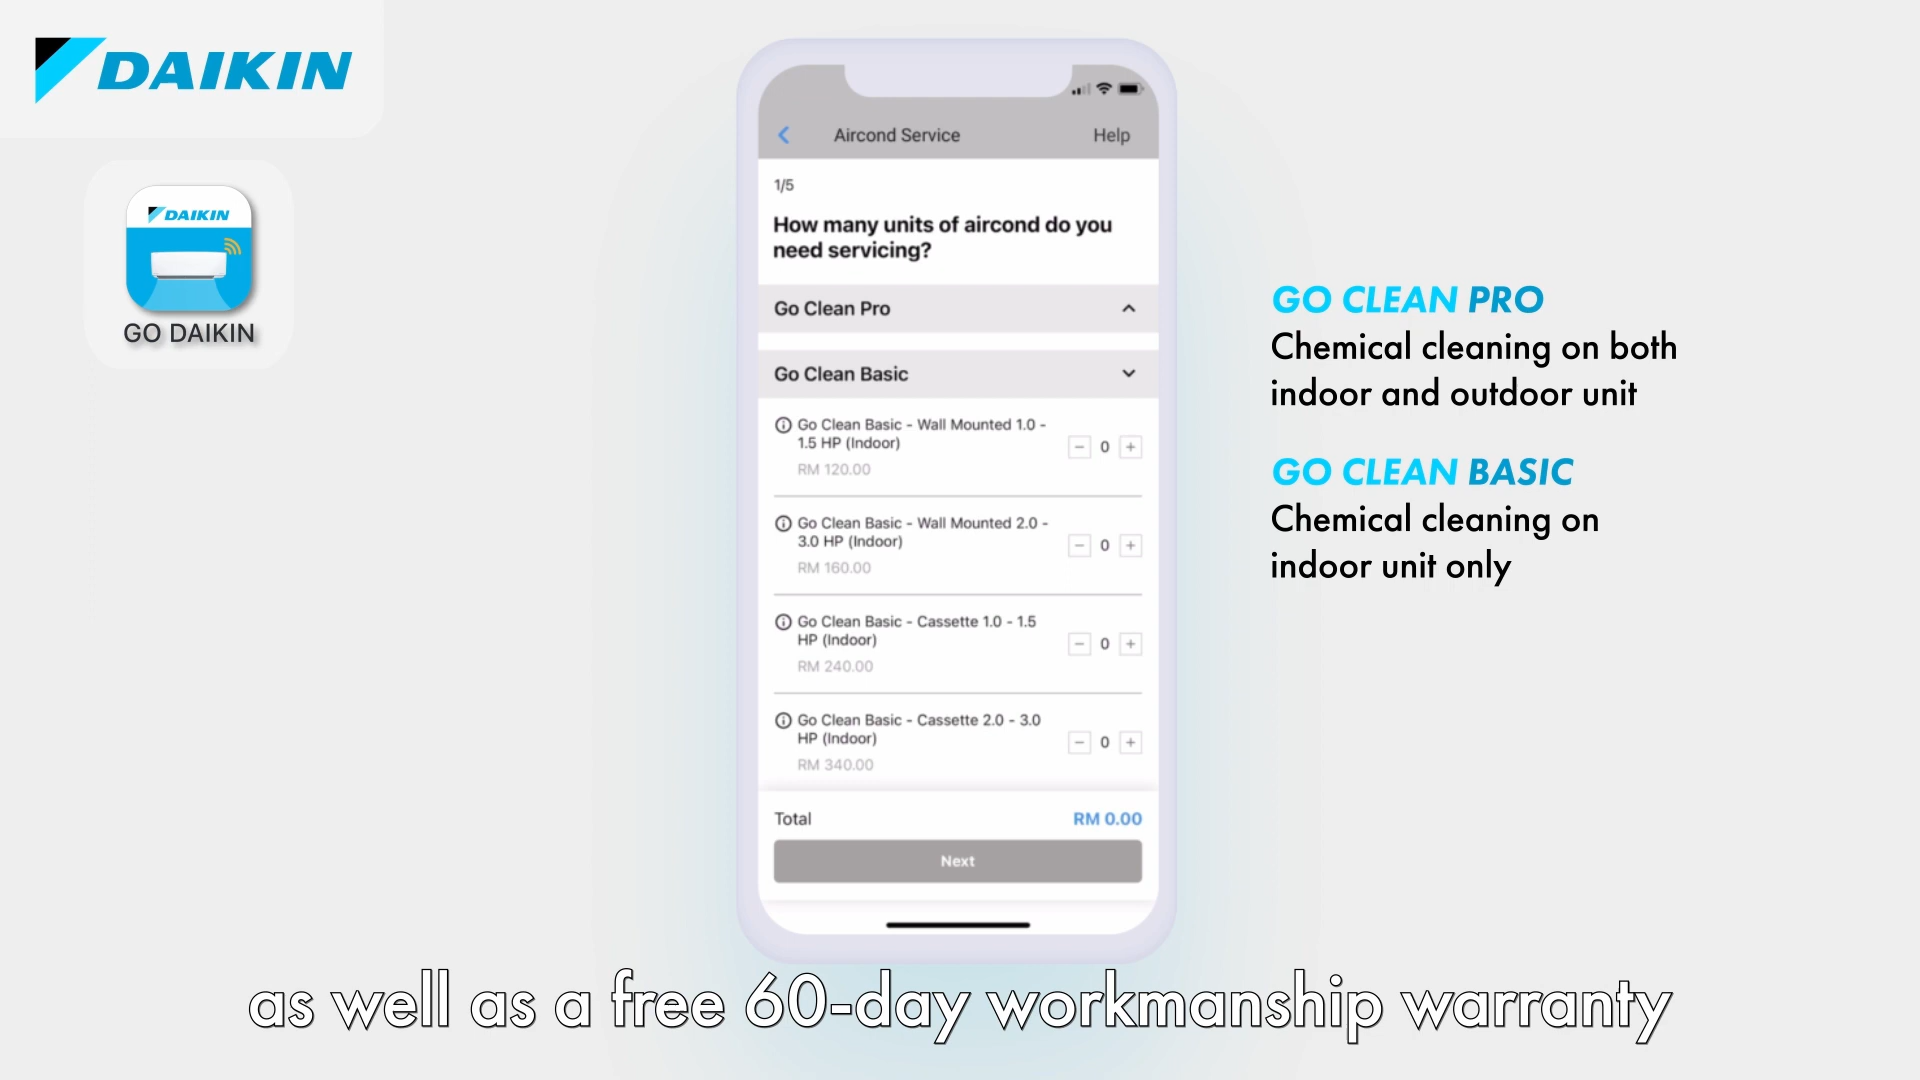 DAIKIN
DAIKIN
GO DAIKIN
Aircond Service
Help
1/5
How many units of aircond do you
need servicing?
Go Clean Pro
Go Clean Basic
Go Clean Basic - Wall Mounted 1.0 -
1.5 HP (Indoor)
RM 120.00
- 0 +
Go Clean Basic - Wall Mounted 2.0 -
3.0 HP (Indoor)
RM 160.00
- 0 +
Go Clean Basic - Cassette 1.0 - 1.5
HP (Indoor)
RM 240.00
- 0 +
Go Clean Basic - Cassette 2.0 - 3.0
HP (Indoor)
RM 340.00
- 0 +
Total
RM 0.00
Next
GO CLEAN PRO
Chemical cleaning on both
indoor and outdoor unit
GO CLEAN BASIC
Chemical cleaning on
indoor unit only
as well as a free 60-day workmanship warranty